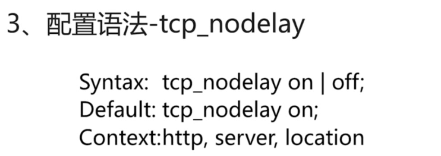 3、配置语法-tcp_nodelay
Syntax: tcp_nodelay on | off;
Default: tcp_nodelay on;
Context:http, server, location